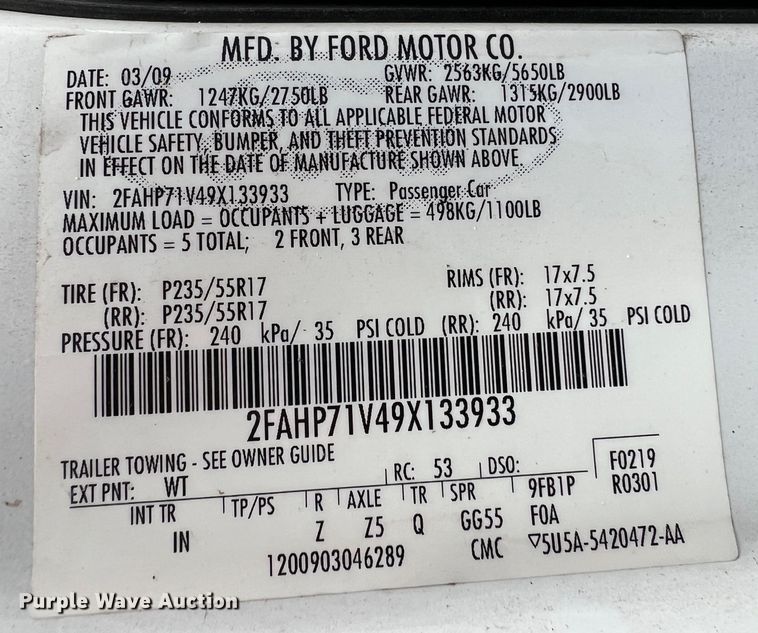 MFD. BY FORD MOTOR CO.
DATE: 03/09 GVWR: 2563KG/5650LB
FRONT GAWR: 1247KG/2750LB REAR GAWR: 1315KG/2900LB
THIS VEHICLE CONFORMS TO ALL APPLICABLE FEDERAL MOTOR
VEHICLE SAFETY, BUMPER, AND THEFT PREVENTION STANDARDS
IN EFFECT ON THE DATE OF MANUFACTURE SHOWN ABOVE.
VIN: 2FAHP71V49X133933 TYPE: Passenger Car
MAXIMUM LOAD = OCCUPANTS + LUGGAGE = 498KG/1100LB
OCCUPANTS = 5 TOTAL; 2 FRONT, 3 REAR
TIRE (FR): P235/55R17 RIMS (FR): 17x7.5
(RR): P235/55R17 (RR): 17x7.5
PRESSURE (FR): 240 kPa/ 35 PSI COLD (RR): 240 kPa/ 35 PSI COLD
2FAHP71V49X133933
TRAILER TOWING - SEE OWNER GUIDE
EXT PNT: WT RC: 53 DSO: F0219
INT TR TP/PS R AXLE TR SPR 9FB1P R0301
IN Z Z5 Q GG55 F0A
1200903046289 CMC ▽5U5A-5420472-AA
Purple Wave Auction